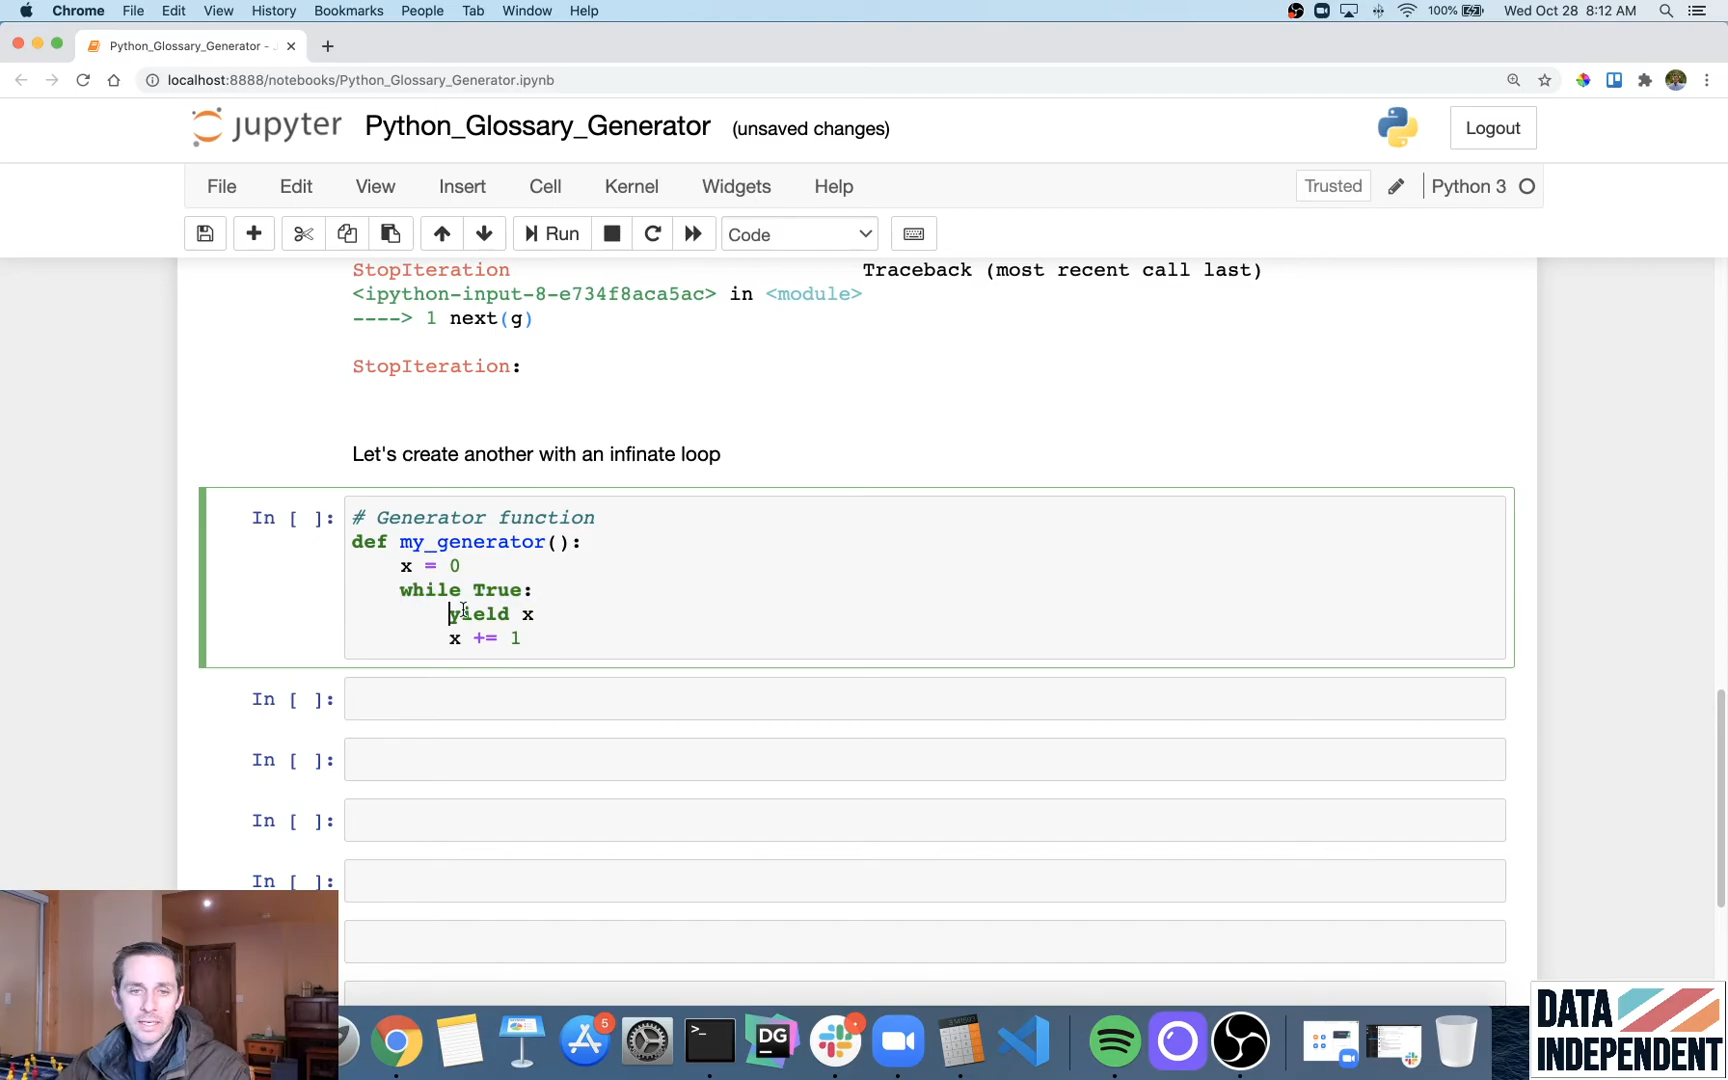 Chrome File Edit View History Bookmarks People Tab Window Help 100% Wed Oct 28 8:12 AM
Python_Glossary_Generator -
localhost:8888/notebooks/Python_Glossary_Generator.ipynb
jupyter Python_Glossary_Generator (unsaved changes) Logout
File Edit View Insert Cell Kernel Widgets Help Trusted Python 3
Run Code
StopIteration Traceback (most recent call last)
<ipython-input-8-e734f8aca5ac> in <module>
----> 1 next(g)
StopIteration:
Let's create another with an infinate loop
In [ ]: # Generator function
def my_generator():
x = 0
while True:
yield x
x += 1
In [ ]:
In [ ]:
In [ ]:
In [ ]:
5
DG
DATA
INDEPENDENT